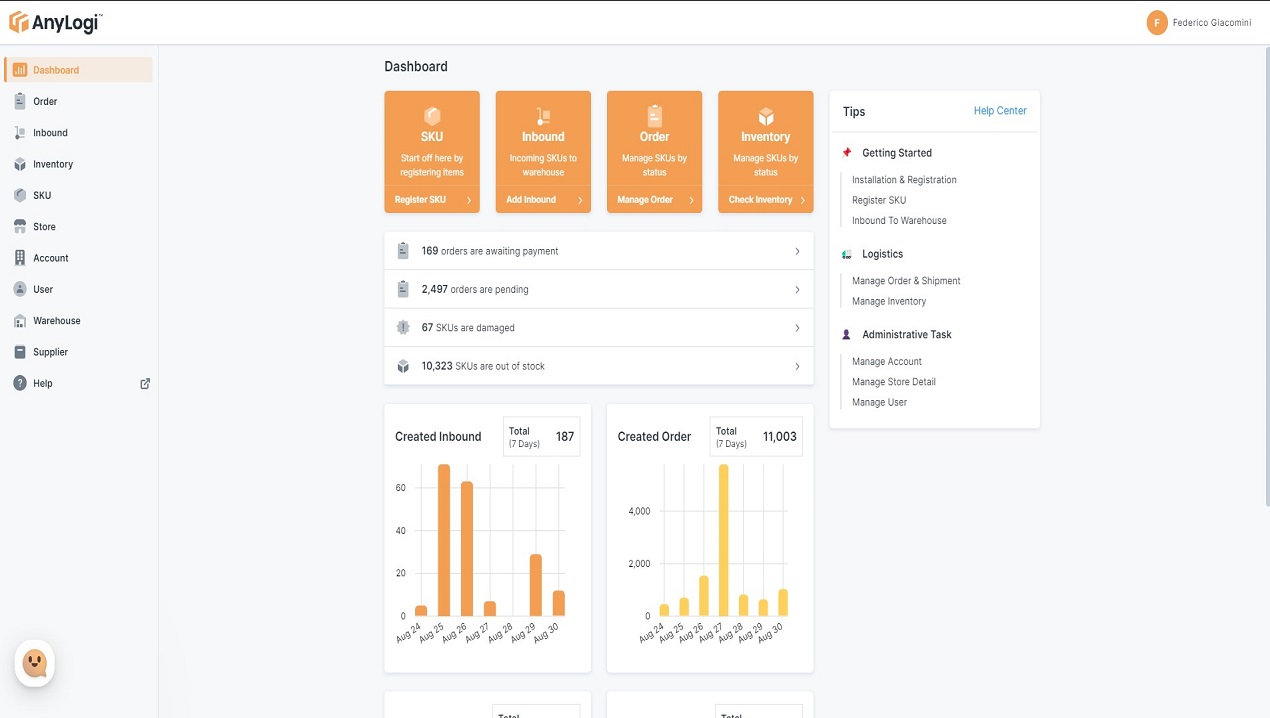 AnyLogi™
F
Federico Giacomini
Dashboard
Order
Inbound
Inventory
SKU
Store
Account
User
Warehouse
Supplier
? Help
Dashboard
SKU
Start off here by
registering items
Register SKU
Inbound
Incoming SKUs to
warehouse
Add Inbound
Order
Manage SKUs by
status
Manage Order
Inventory
Manage SKUs by
status
Check Inventory
169 orders are awaiting payment
2,497 orders are pending
67 SKUs are damaged
10,323 SKUs are out of stock
Created Inbound
Total
(7 Days)
187
60
40
20
0
Aug 24
Aug 25
Aug 26
Aug 27
Aug 28
Aug 29
Aug 30
Created Order
Total
(7 Days)
11,003
4,000
2,000
0
Aug 24
Aug 25
Aug 26
Aug 27
Aug 28
Aug 29
Aug 30
Total
Total
Tips
Help Center
Getting Started
Installation & Registration
Register SKU
Inbound To Warehouse
Logistics
Manage Order & Shipment
Manage Inventory
Administrative Task
Manage Account
Manage Store Detail
Manage User